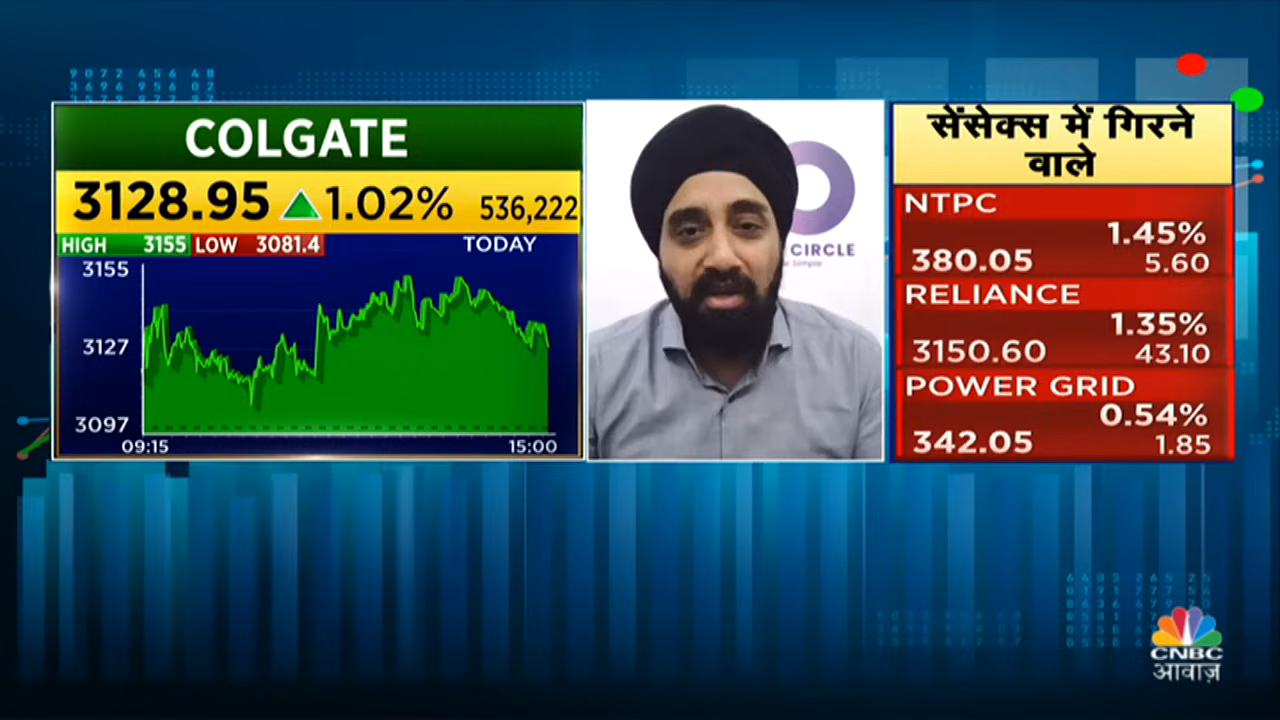 COLGATE
3128.95 1.02% 536,222
HIGH 3155 LOW 3081.4 TODAY
3155
3127
3097
09:15 15:00
CIRCLE
सेंसेक्स में गिरने
वाले
NTPC
1.45%
380.05 5.60
RELIANCE
1.35%
3150.60 43.10
POWER GRID
0.54%
342.05 1.85
CNBC
आवाज़